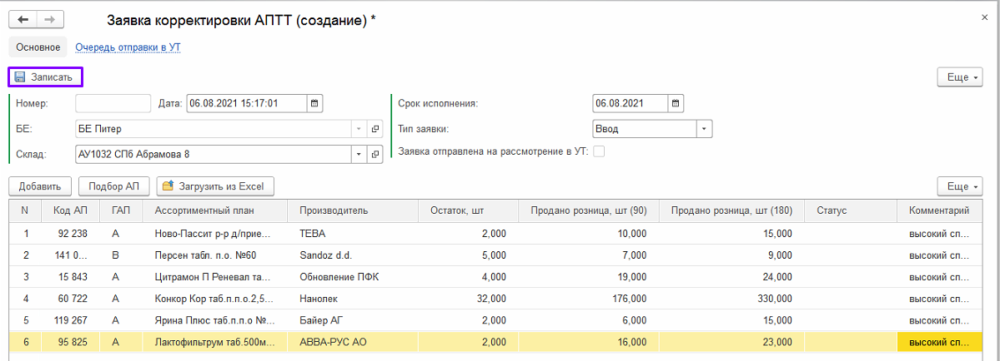 Заявка корректировки АПТТ (создание) *
Основное Очередь отправки в УТ
Записать Еще
Номер: Дата: 06.08.2021 15:17:01 Срок исполнения: 06.08.2021
БЕ: БЕ Питер Тип заявки: Ввод
Склад: АУ1032 СПб Абрамова 8 Заявка отправлена на рассмотрение в УТ:
Добавить Подбор АП Загрузить из Excel Еще
N Код АП ГАП Ассортиментный план Производитель Остаток, шт Продано розница, шт (90) Продано розница, шт (180) Статус Комментарий
1 92 238 А Ново-Пассит р-р д/прие... ТЕВА 2,000 10,000 15,000 высокий сп...
2 141 0... В Персен табл. п.о. №60 Sandoz d.d. 5,000 7,000 9,000 высокий сп...
3 15 843 А Цитрамон П Реневал та... Обновление ПФК 4,000 19,000 24,000 высокий сп...
4 60 722 А Конкор Кор таб.п.п.о.2,5... Нанолек 32,000 176,000 330,000 высокий сп...
5 119 267 А Ярина Плюс таб.п.п.о №... Байер АГ 2,000 6,000 15,000 высокий сп...
6 95 825 А Лактофильтрум таб.500м... АВВА-РУС АО 2,000 16,000 23,000 высокий сп...